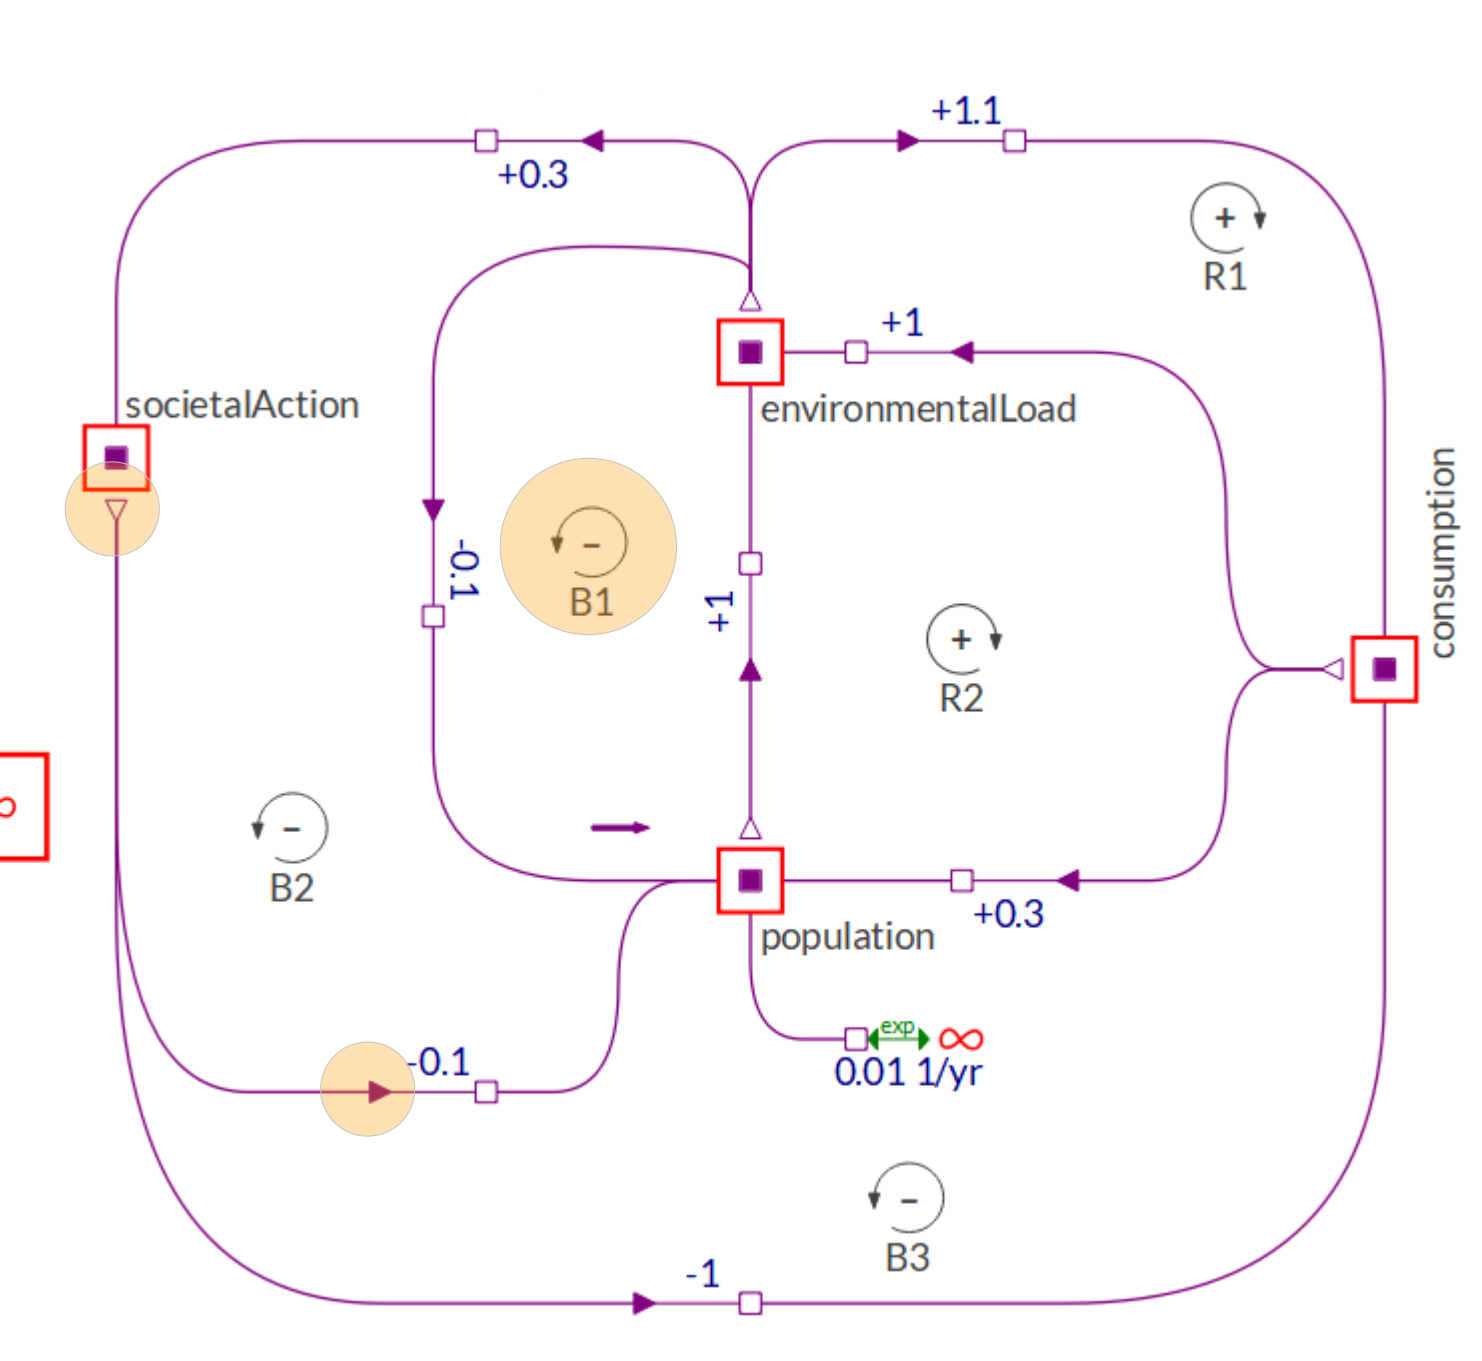 +1.1
+0.3
+
R1
+1
societalAction
environmentalLoad
consumption
-0.1
-
B1
+1
+
R2
-
B2
+0.3
population
exp
∞
0.01 1/yr
-0.1
-
B3
-1